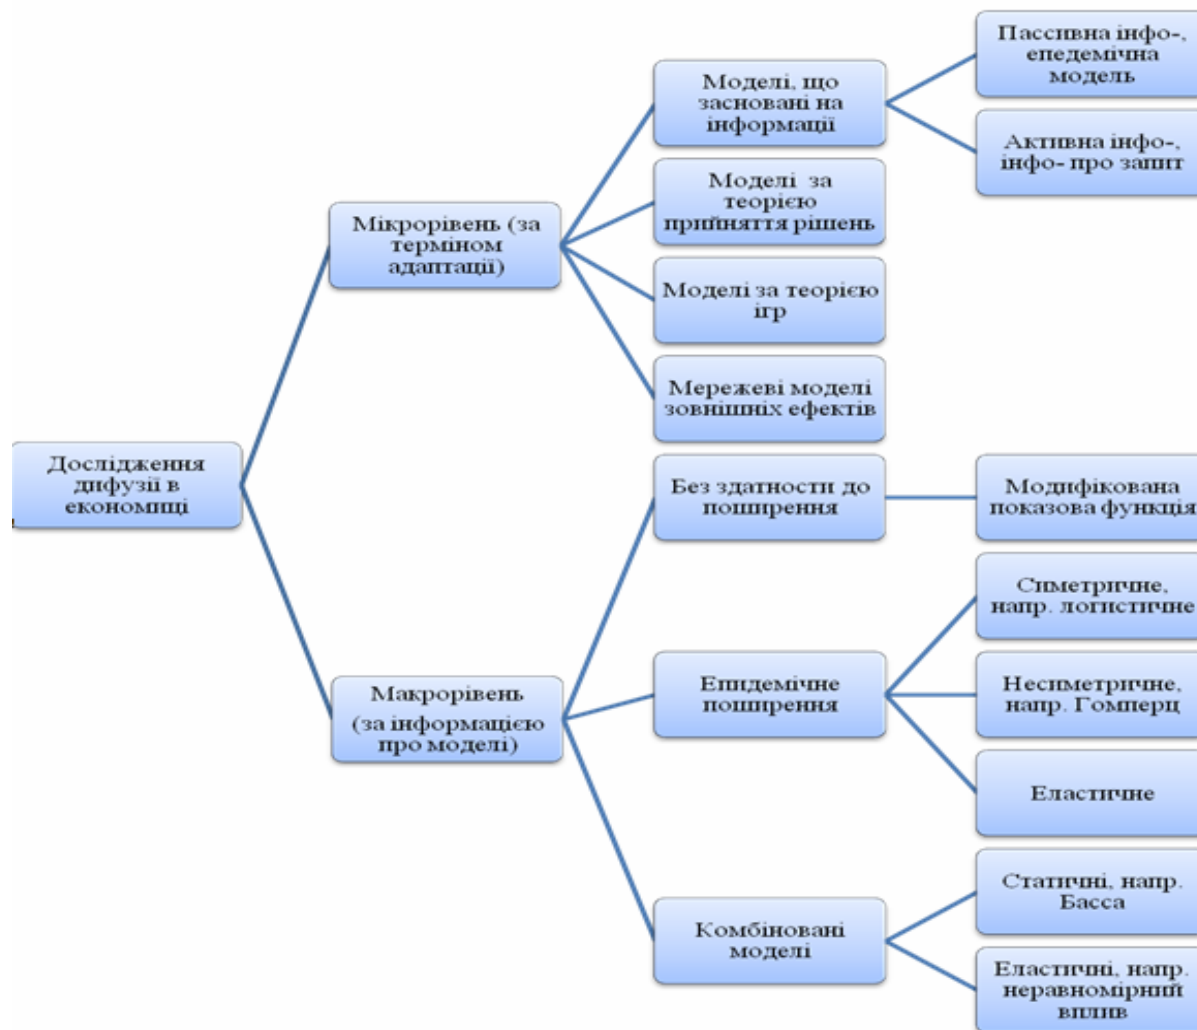 Пассивна інфо-,
епедемічна
модель
Моделі, що
засновані на
інформації
Активна інфо-,
інфо- про запит
Моделі за
теорією
прийняття рішень
Мікрорівень (за
терміном
адаптації)
Моделі за теорією
ігр
Мережеві моделі
зовнішніх ефектів
Дослідження
дифузії в
економиці
Без здатности до
поширення
Модифікована
показова функція
Симетричне,
напр. логистичне
Макрорівень
(за інформацією
про моделі)
Епидемічне
поширення
Несиметричне,
напр. Гомперц
Еластичне
Статичні, напр.
Басса
Комбіновані
моделі
Еластичні, напр.
неравномірний
вплив